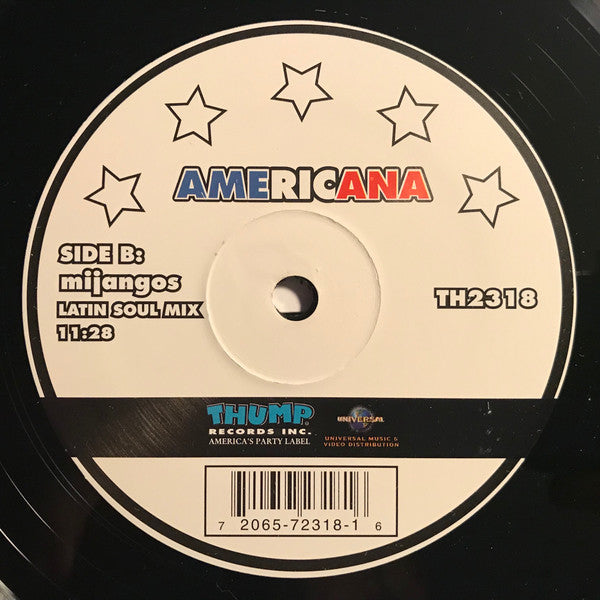 AMERICANA
SIDE B:
mijangos
LATIN SOUL MIX
11:28
TH2318
THUMP®
RECORDS INC.
AMERICA'S PARTY LABEL
UNIVERSAL
UNIVERSAL MUSIC &
VIDEO DISTRIBUTION
7 2065-72318-1 6